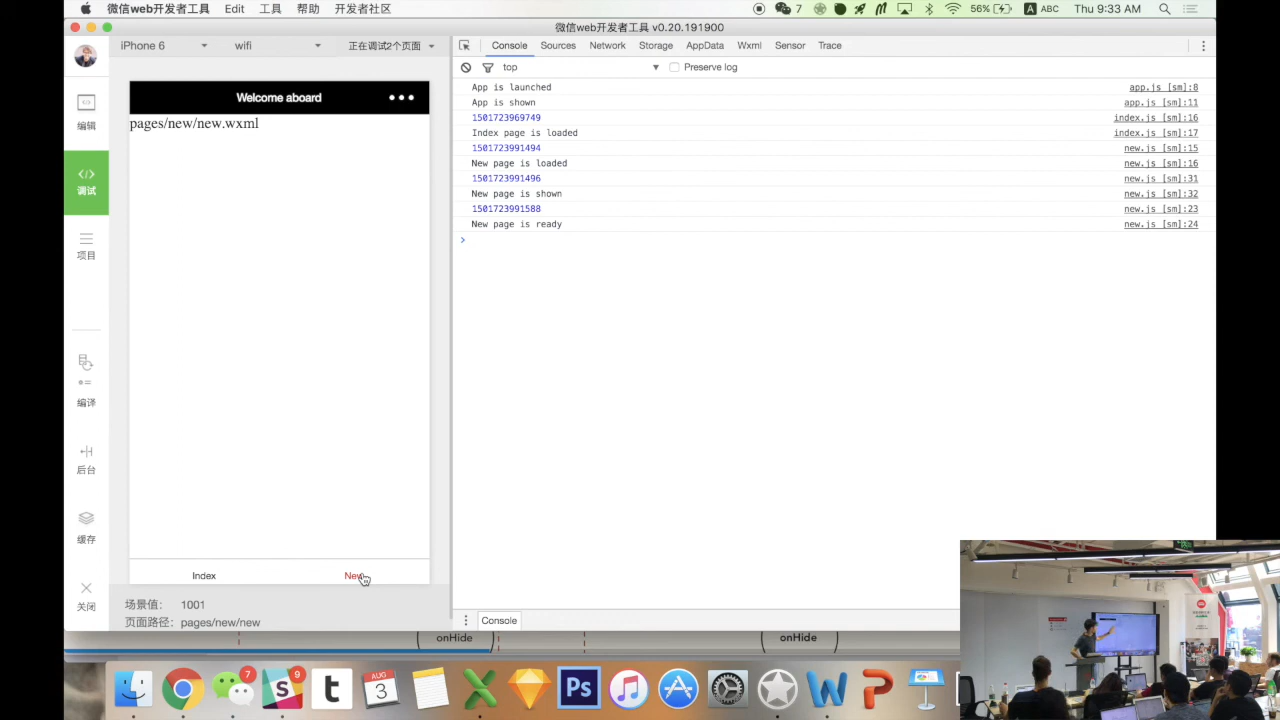 微信web开发者工具 Edit 工具 帮助 开发者社区 7 56% A ABC Thu 9:33 AM
微信web开发者工具 v0.20.191900
iPhone 6 wifi 正在调试2个页面 Console Sources Network Storage AppData Wxml Sensor Trace
top Preserve log
Welcome aboard
pages/new/new.wxml
编辑
调试
项目
编译
后台
缓存
关闭
App is launched app.js [sm]:8
App is shown app.js [sm]:11
1501723969749 index.js [sm]:16
Index page is loaded index.js [sm]:17
1501723991494 new.js [sm]:15
New page is loaded new.js [sm]:16
1501723991496 new.js [sm]:31
New page is shown new.js [sm]:32
1501723991588 new.js [sm]:23
New page is ready new.js [sm]:24
Index New
场景值： 1001
页面路径： pages/new/new
Console
onHide onHide
7 9 t AUG 3 Ps